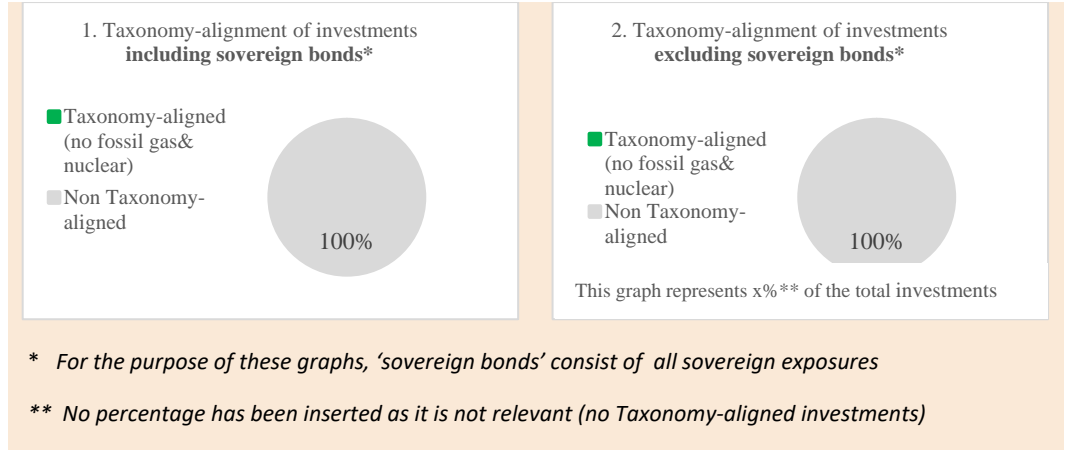 1. Taxonomy-alignment of investments
including sovereign bonds*
Taxonomy-aligned
(no fossil gas&
nuclear)
Non Taxonomy-
aligned
100%
2. Taxonomy-alignment of investments
excluding sovereign bonds*
Taxonomy-aligned
(no fossil gas&
nuclear)
Non Taxonomy-
aligned
100%
This graph represents x%** of the total investments
* For the purpose of these graphs, ‘sovereign bonds’ consist of all sovereign exposures
** No percentage has been inserted as it is not relevant (no Taxonomy-aligned investments)